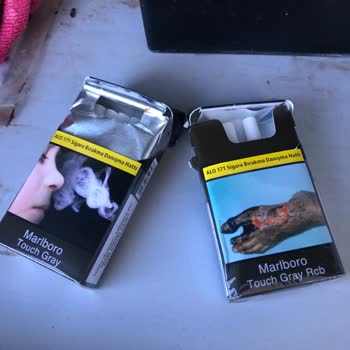 ALO 171 Sigara Bırakma Danışma Hattı
Marlboro
Touch Gray
ALO 171 Sigara Bırakma Danışma Hattı
Marlboro
Touch Gray Rcb